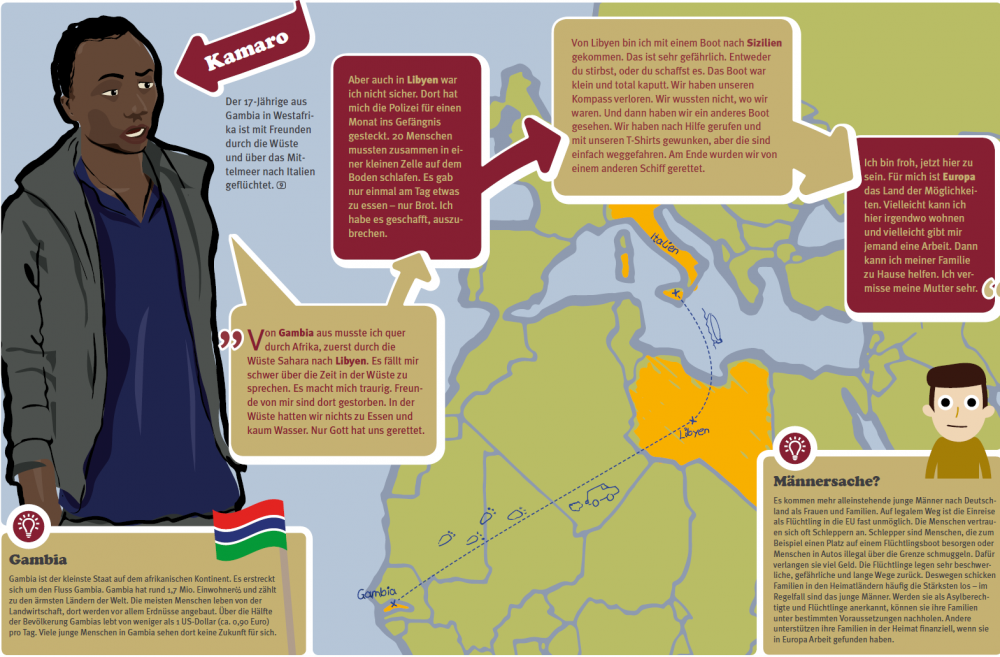 Kamaro
Der 17-Jährige aus
Gambia in Westafri-
ka ist mit Freunden
durch die Wüste
und über das Mit-
telmeer nach Italien
geflüchtet.
„Von Gambia aus musste ich quer
durch Afrika, zuerst durch die
Wüste Sahara nach Libyen. Es fällt mir
schwer über die Zeit in der Wüste zu
sprechen. Es macht mich traurig. Freun-
de von mir sind dort gestorben. In der
Wüste hatten wir nichts zu Essen und
kaum Wasser. Nur Gott hat uns gerettet.
Aber auch in Libyen war
ich nicht sicher. Dort hat
mich die Polizei für einen
Monat ins Gefängnis
gesteckt. 20 Menschen
mussten zusammen in ei-
ner kleinen Zelle auf dem
Boden schlafen. Es gab
nur einmal am Tag etwas
zu essen – nur Brot. Ich
habe es geschafft, auszu-
brechen.
Von Libyen bin ich mit einem Boot nach Sizilien
gekommen. Das ist sehr gefährlich. Entweder
du stirbst, oder du schaffst es. Das Boot war
klein und total kaputt. Wir haben unseren
Kompass verloren. Wir wussten nicht, wo wir
waren. Und dann haben wir ein anderes Boot
gesehen. Wir haben nach Hilfe gerufen und
mit unseren T-Shirts gewunken, aber die sind
einfach weggefahren. Am Ende wurden wir von
einem anderen Schiff gerettet.
Ich bin froh, jetzt hier zu
sein. Für mich ist Europa
das Land der Möglichkei-
ten. Vielleicht kann ich
hier irgendwo wohnen
und vielleicht gibt mir
jemand eine Arbeit. Dann
kann ich meiner Familie
zu Hause helfen. Ich ver-
misse meine Mutter sehr. “
Italien
Libyen
Gambia
Gambia
Gambia ist der kleinste Staat auf dem afrikanischen Kontinent. Es erstreckt
sich um den Fluss Gambia. Gambia hat rund 1,7 Mio. Einwohner(ü) und zählt
zu den ärmsten Ländern der Welt. Die meisten Menschen leben von der
Landwirtschaft, dort werden vor allem Erdnüsse angebaut. Über die Hälfte
der Bevölkerung Gambias lebt von weniger als 1 US-Dollar (ca. 0,90 Euro)
pro Tag. Viele junge Menschen in Gambia sehen dort keine Zukunft für sich.
Männersache?
Es kommen mehr alleinstehende junge Männer nach Deutsch-
land als Frauen und Familien. Auf legalem Weg ist die Einreise
als Flüchtling in die EU fast unmöglich. Die Menschen vertrau-
en sich oft Schleppern an. Schlepper sind Menschen, die zum
Beispiel einen Platz auf einem Flüchtlingsboot besorgen oder
Menschen in Autos illegal über die Grenze schmuggeln. Dafür
verlangen sie viel Geld. Die Flüchtlinge legen sehr beschwer-
liche, gefährliche und lange Wege zurück. Deswegen schicken
Familien in den Heimatländern häufig die Stärksten los – im
Regelfall sind das junge Männer. Werden sie als Asylberech-
tigte und Flüchtlinge anerkannt, können sie ihre Familien
unter bestimmten Voraussetzungen nachholen. Andere
unterstützen ihre Familien in der Heimat finanziell, wenn sie
in Europa Arbeit gefunden haben.